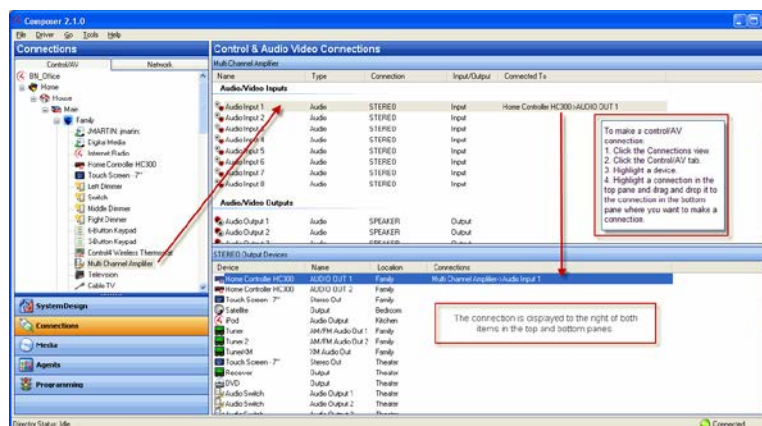 Composer 2.1.0
File Driver Go Tools Help
Connections
Control/AV Network
BN_Office
Home
House
Main
Family
JMARTIN: jmartin:
Digital Media
Internet Radio
Home Controller HC300
Touch Screen - 7"
Left Dimmer
Switch
Middle Dimmer
Right Dimmer
6-Button Keypad
3-Button Keypad
Control4 Wireless Thermostat
Multi Channel Amplifier
Television
Cable TV
System Design
Connections
Media
Agents
Programming
Control & Audio Video Connections
Multi Channel Amplifier
Name Type Connection Input/Output Connected To
Audio/Video Inputs
Audio Input 1 Audio STEREO Input Home Controller HC300->AUDIO OUT 1
Audio Input 2 Audio STEREO Input
Audio Input 3 Audio STEREO Input
Audio Input 4 Audio STEREO Input
Audio Input 5 Audio STEREO Input
Audio Input 6 Audio STEREO Input
Audio Input 7 Audio STEREO Input
Audio Input 8 Audio STEREO Input
Audio/Video Outputs
Audio Output 1 Audio SPEAKER Output
Audio Output 2 Audio SPEAKER Output
Audio Output 3 Audio SPEAKER Output
To make a control/AV
connection:
1. Click the Connections view
2. Click the Control/AV tab.
3. Highlight a device.
4. Highlight a connection in the
top pane and drag and drop it to
the connection in the bottom
pane where you want to make a
connection.
STEREO Output Devices
Device Name Location Connections
Home Controller HC300 AUDIO OUT 1 Family Multi Channel Amplifier->Audio Input 1
Home Controller HC300 AUDIO OUT 2 Family
Touch Screen - 7" Stereo Out Family
Satellite Output Bedroom
iPod Audio Output Kitchen
Tuner AM/FM Audio Out 1 Family
Tuner 2 AM/FM Audio Out 2 Family
TunerXM XM Audio Out Family
Touch Screen - 7" Stereo Out Theater
Receiver Output Theater
DVD Output Theater
Audio Switch Audio Output 1 Theater
Audio Switch Audio Output 2 Theater
Audio Switch Audio Output 3 Theater
The connection is displayed to the right of both
items in the top and bottom panes.
Director Status: Idle
Connected